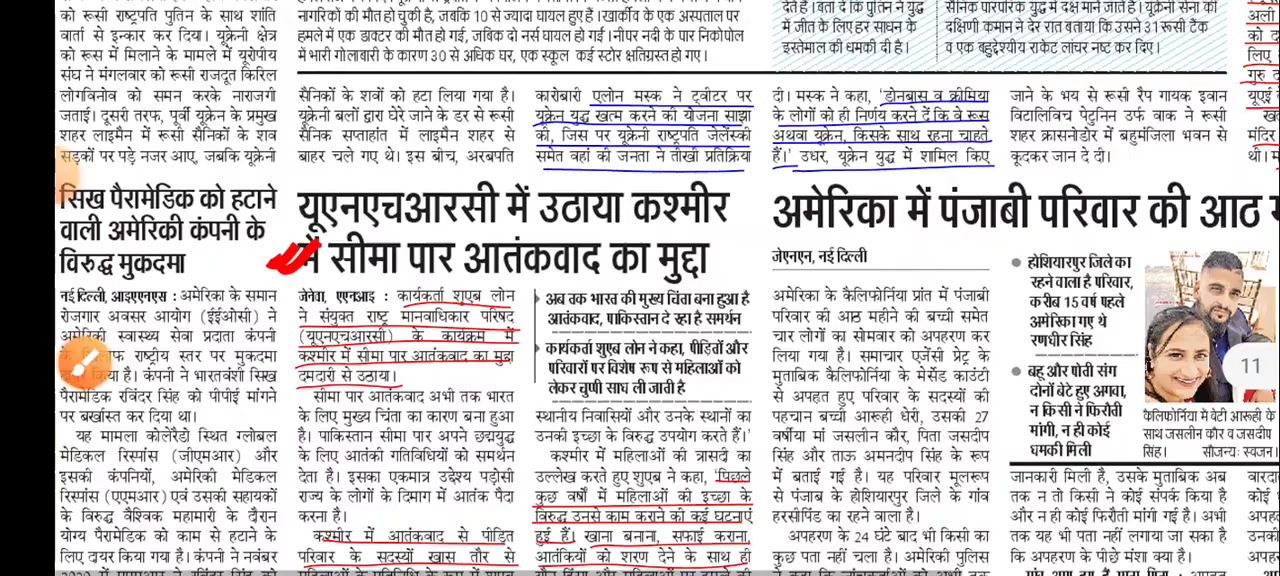 को रूसी राष्ट्रपति पुतिन के साथ शांति
वार्ता से इन्कार कर दिया। यूक्रेनी क्षेत्र
को रूस में मिलाने के मामले में यूरोपीय
संघ ने मंगलवार को रूसी राजदूत किरिल
लोगविनोव को समन करके नाराजगी
जताई। दूसरी तरफ, पूर्वी यूक्रेन के प्रमुख
शहर लाइमैन में रूसी सैनिकों के शव
सड़कों पर पड़े नजर आए, जबकि यूक्रेनी
नागरिकों की मौत हो चुकी है, जबकि 10 से ज्यादा घायल हुए हैं। खार्कीव के एक अस्पताल पर
हमले में एक डाक्टर की मौत हो गई, जबकि दो नर्स घायल हो गईं। नीपर नदी के पार निकोपोल
में भारी गोलाबारी के कारण 30 से अधिक घर, एक स्कूल कई स्टोर क्षतिग्रस्त हो गए।
देते हैं। बता दें कि पुतिन ने युद्ध
में जीत के लिए हर साधन के
इस्तेमाल की धमकी दी है।
सैनिक पारंपरिक युद्ध में दक्ष माने जाते हैं। यूक्रेनी सेना की
दक्षिणी कमान ने देर रात बताया कि उसने 31 रूसी टैंक
व एक बहुद्देश्यीय राकेट लांचर नष्ट कर दिए।
सैनिकों के शवों को हटा लिया गया है।
यूक्रेनी बलों द्वारा घेरे जाने के डर से रूसी
सैनिक सप्ताहांत में लाइमैन शहर से
बाहर चले गए थे। इस बीच, अरबपति
कारोबारी एलोन मस्क ने ट्वीटर पर
यूक्रेन युद्ध खत्म करने की योजना साझा
की, जिस पर यूक्रेनी राष्ट्रपति जेलेंस्की
समेत वहां की जनता ने तीखी प्रतिक्रिया
दी। मस्क ने कहा, 'डोनबास व क्रीमिया
के लोगों को ही निर्णय करने दें कि वे रूस
अथवा यूक्रेन, किसके साथ रहना चाहते
हैं।' उधर, यूक्रेन युद्ध में शामिल किए
जाने के भय से रूसी रैप गायक इवान
विटालिविच पेटुनिन उर्फ वाक ने रूसी
शहर क्रासनोडार में बहुमंजिला भवन से
कूदकर जान दे दी।
अली
को द
लिए
गुरु द
यूएई
मंदिर
थी। म
सिख पैरामेडिक को हटाने
वाली अमेरिकी कंपनी के
विरुद्ध मुकदमा
नई दिल्ली, आइएएनएस : अमेरिका के समान
रोजगार अवसर आयोग (ईईओसी) ने
अमेरिकी स्वास्थ्य सेवा प्रदाता कंपनी
के राष्ट्रीय स्तर पर मुकदमा
किया है। कंपनी ने भारतवंशी सिख
पैरामेडिक रविंदर सिंह को पीपीई मांगने
पर बर्खास्त कर दिया था।
यह मामला कोलेरैडो स्थित ग्लोबल
मेडिकल रिस्पांस (जीएमआर) और
इसकी कंपनियों, अमेरिकी मेडिकल
रिस्पांस (एएमआर) एवं उसकी सहायकों
के विरुद्ध वैश्विक महामारी के दौरान
योग्य पैरामेडिक को काम से हटाने के
लिए दायर किया गया है। कंपनी ने नवंबर
यूएनएचआरसी में उठाया कश्मीर
में सीमा पार आतंकवाद का मुद्दा
जेनेवा, एएनआइ : कार्यकर्ता शुएब लोन
ने संयुक्त राष्ट्र मानवाधिकार परिषद
(यूएनएचआरसी) के कार्यक्रम में
कश्मीर में सीमा पार आतंकवाद का मुद्दा
दमदारी से उठाया।
सीमा पार आतंकवाद अभी तक भारत
के लिए मुख्य चिंता का कारण बना हुआ
है। पाकिस्तान सीमा पार अपने छद्मयुद्ध
के लिए आतंकी गतिविधियों को समर्थन
देता है। इसका एकमात्र उद्देश्य पड़ोसी
राज्य के लोगों के दिमाग में आतंक पैदा
करना है।
कश्मीर में आतंकवाद से पीड़ित
परिवार के सदस्यों खास तौर से
अब तक भारत की मुख्य चिंता बना हुआ है
आतंकवाद, पाकिस्तान दे रहा है समर्थन
कार्यकर्ता शुएब लोन ने कहा, पीड़ितों और
परिवारों पर विशेष रूप से महिलाओं को
लेकर चुप्पी साध ली जाती है
स्थानीय निवासियों और उनके स्थानों का
उनकी इच्छा के विरुद्ध उपयोग करते हैं।'
कश्मीर में महिलाओं की त्रासदी का
उल्लेख करते हुए शुएब ने कहा, 'पिछले
कुछ वर्षों में महिलाओं की इच्छा के
विरुद्ध उनसे काम कराने की कई घटनाएं
हुई हैं। खाना बनाना, सफाई कराना,
आतंकियों को शरण देने के साथ ही
अमेरिका में पंजाबी परिवार की आठ
जेएनएन, नई दिल्ली
अमेरिका के कैलिफोर्निया प्रांत में पंजाबी
परिवार की आठ महीने की बच्ची समेत
चार लोगों का सोमवार को अपहरण कर
लिया गया है। समाचार एजेंसी प्रेट्र के
मुताबिक कैलिफोर्निया के मेर्सेड काउंटी
से अपहृत हुए परिवार के सदस्यों की
पहचान बच्ची आरूही धेरी, उसकी 27
वर्षीया मां जसलीन कौर, पिता जसदीप
सिंह और ताऊ अमनदीप सिंह के रूप
में बताई गई है। यह परिवार मूलरूप
से पंजाब के होशियारपुर जिले के गांव
हरसीपिंड का रहने वाला है।
अपहरण के 24 घंटे बाद भी किसी का
कुछ पता नहीं चला है। अमेरिकी पुलिस
होशियारपुर जिले का
रहने वाला है परिवार,
करीब 15 वर्ष पहले
अमेरिका गए थे
रणधीर सिंह
बहू और पोती संग
दोनों बेटे हुए अगवा,
न किसी ने फिरौती
मांगी, न ही कोई
धमकी मिली
11
कैलिफोर्निया में बेटी आरूही के
साथ जसलीन कौर व जसदीप
सिंह। सौजन्यः स्वजन
जानकारी मिली है, उसके मुताबिक अब
तक न तो किसी ने कोई संपर्क किया है
और न ही कोई फिरौती मांगी गई है। अभी
तक यह भी पता नहीं लगाया जा सका है
कि अपहरण के पीछे मंशा क्या है।
वारदा
कोई
अपह
कोई
अपह